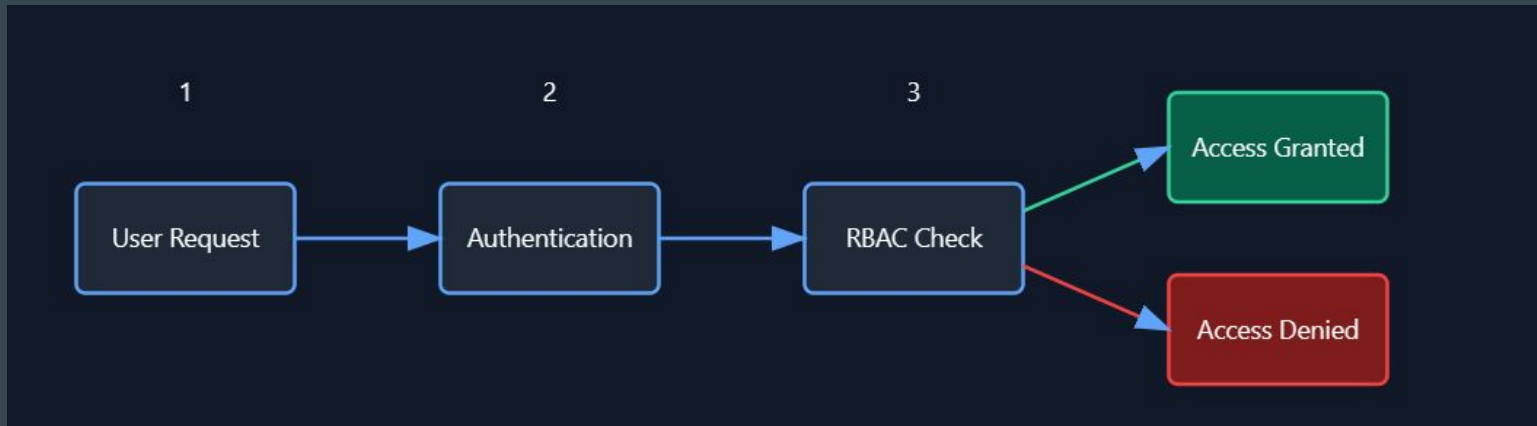 1
2
3
User Request
Authentication
RBAC Check
Access Granted
Access Denied